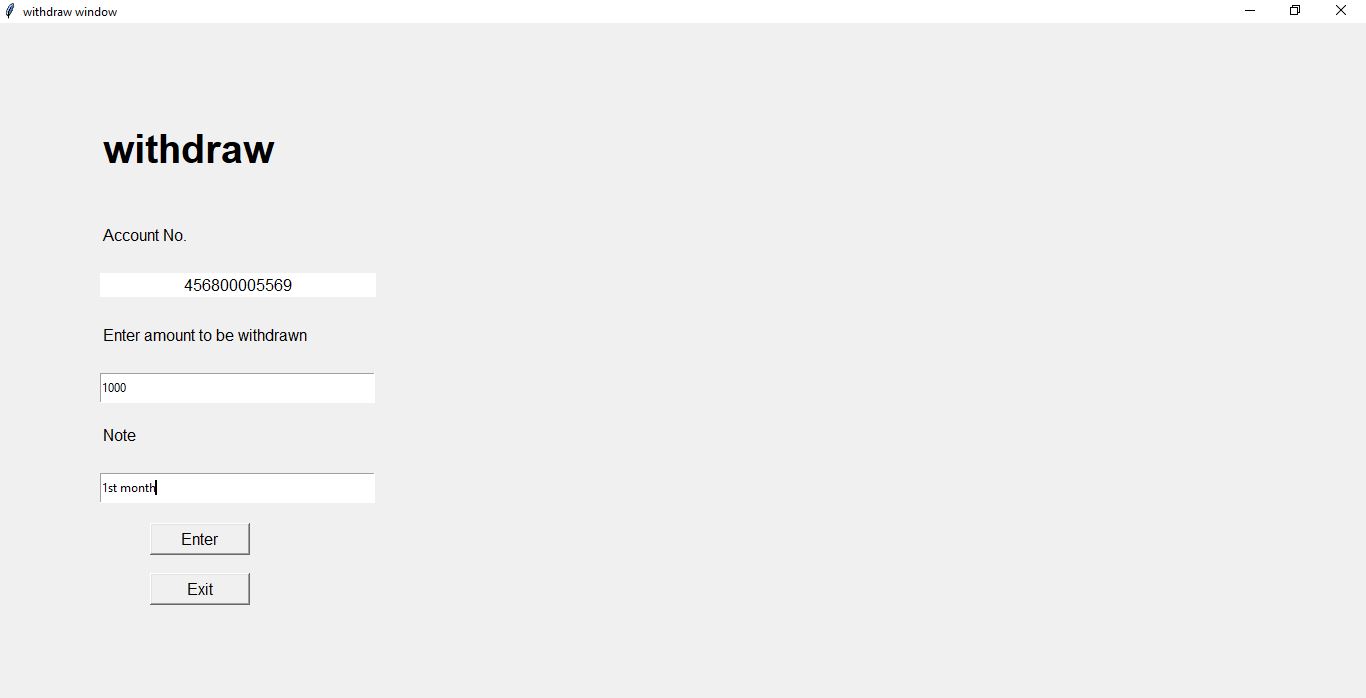 withdraw window
withdraw
Account No.
456800005569
Enter amount to be withdrawn
1000
Note
1st month
Enter
Exit